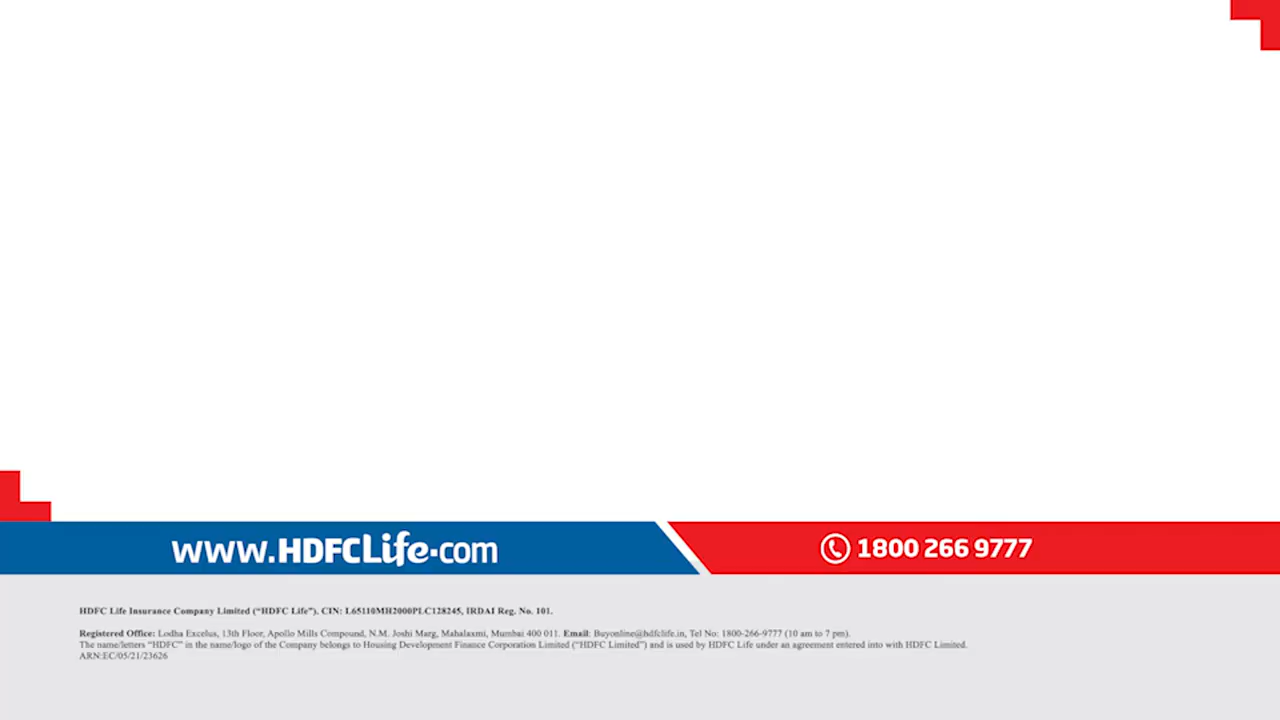 www.HDFCLife.com
1800 266 9777
HDFC Life Insurance Company Limited (“HDFC Life”). CIN: L65110MH2000PLC128245, IRDAI Reg. No. 101.
Registered Office: Lodha Excelus, 13th Floor, Apollo Mills Compound, N.M. Joshi Marg, Mahalaxmi, Mumbai 400 011. Email: Buyonline@hdfclife.in, Tel No: 1800-266-9777 (10 am to 7 pm).
The name/letters “HDFC” in the name/logo of the Company belongs to Housing Development Finance Corporation Limited (“HDFC Limited”) and is used by HDFC Life under an agreement entered into with HDFC Limited.
ARN:EC/05/21/23626